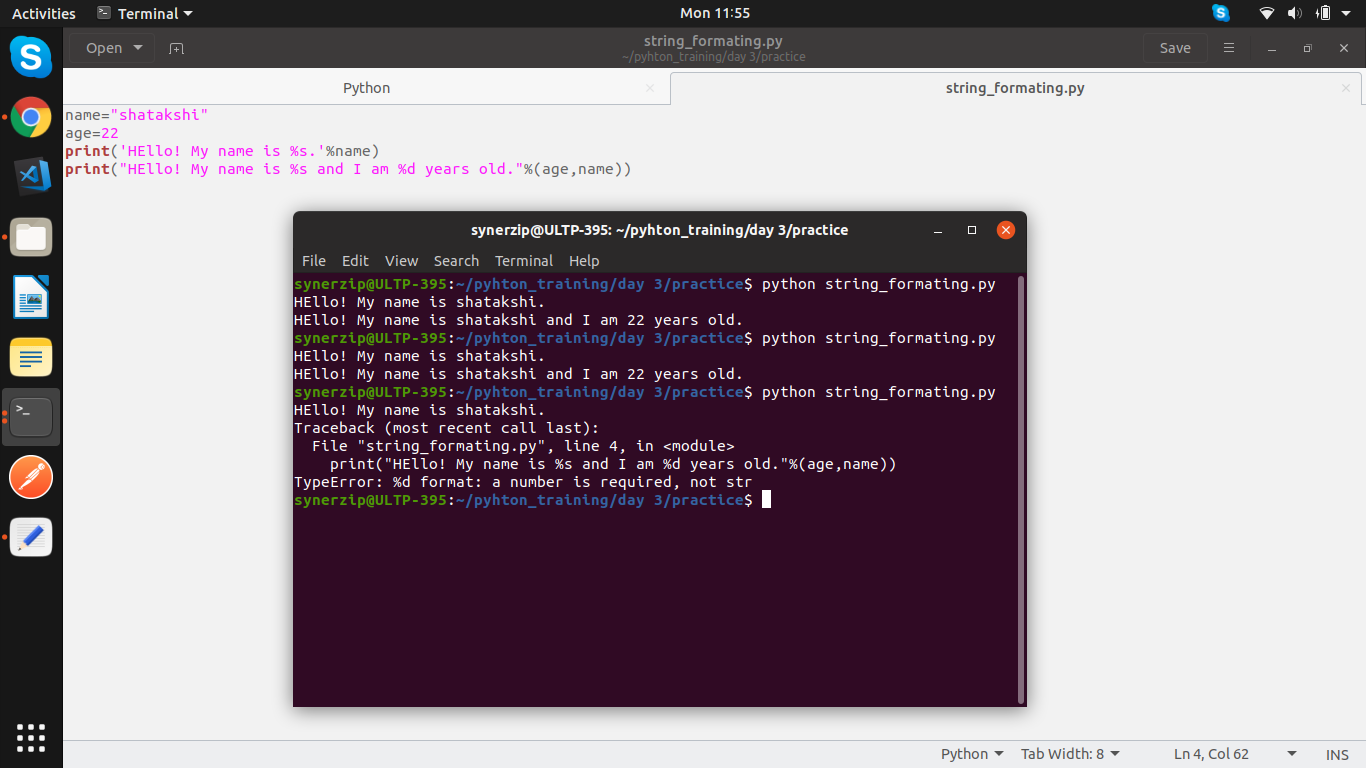 Activities Terminal Mon 11:55
Open string_formating.py Save
~/pyhton_training/day 3/practice
Python string_formating.py
name="shatakshi"
age=22
print('HEllo! My name is %s.'%name)
print("HEllo! My name is %s and I am %d years old."%(age,name))
synerzip@ULTP-395: ~/pyhton_training/day 3/practice
File Edit View Search Terminal Help
synerzip@ULTP-395:~/pyhton_training/day 3/practice$ python string_formating.py
HEllo! My name is shatakshi.
HEllo! My name is shatakshi and I am 22 years old.
synerzip@ULTP-395:~/pyhton_training/day 3/practice$ python string_formating.py
HEllo! My name is shatakshi.
HEllo! My name is shatakshi and I am 22 years old.
synerzip@ULTP-395:~/pyhton_training/day 3/practice$ python string_formating.py
HEllo! My name is shatakshi.
Traceback (most recent call last):
  File "string_formating.py", line 4, in <module>
    print("HEllo! My name is %s and I am %d years old."%(age,name))
TypeError: %d format: a number is required, not str
synerzip@ULTP-395:~/pyhton_training/day 3/practice$
Python Tab Width: 8 Ln 4, Col 62 INS